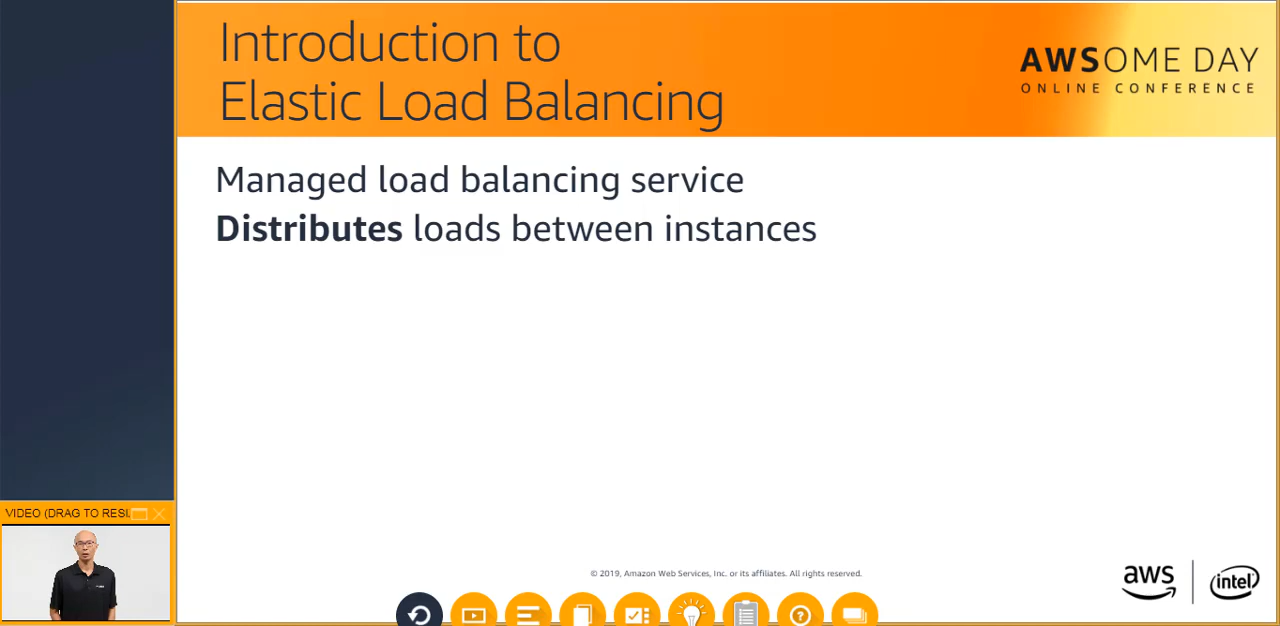 Introduction to
Elastic Load Balancing
AWSOME DAY
ONLINE CONFERENCE
Managed load balancing service
Distributes loads between instances
VIDEO (DRAG TO RESI
© 2019, Amazon Web Services, Inc. or its affiliates. All rights reserved.
aws
intel